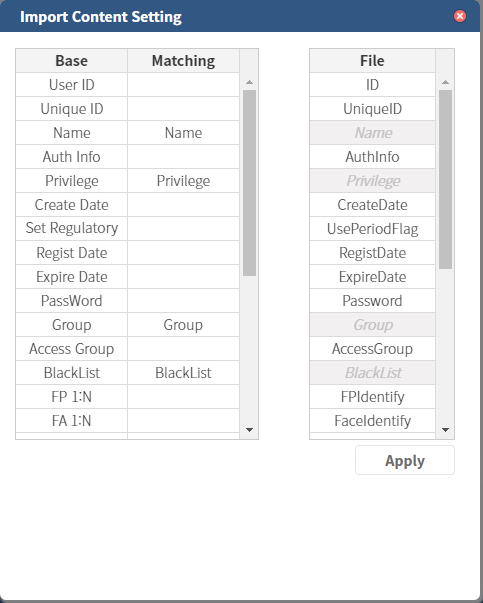 Import Content Setting
Base Matching File
User ID ID
Unique ID UniqueID
Name Name Name
Auth Info AuthInfo
Privilege Privilege Privilege
Create Date CreateDate
Set Regulatory UsePeriodFlag
Regist Date RegistDate
Expire Date ExpireDate
PassWord Password
Group Group Group
Access Group AccessGroup
BlackList BlackList BlackList
FP 1:N FPIdentify
FA 1:N FaceIdentify
Apply